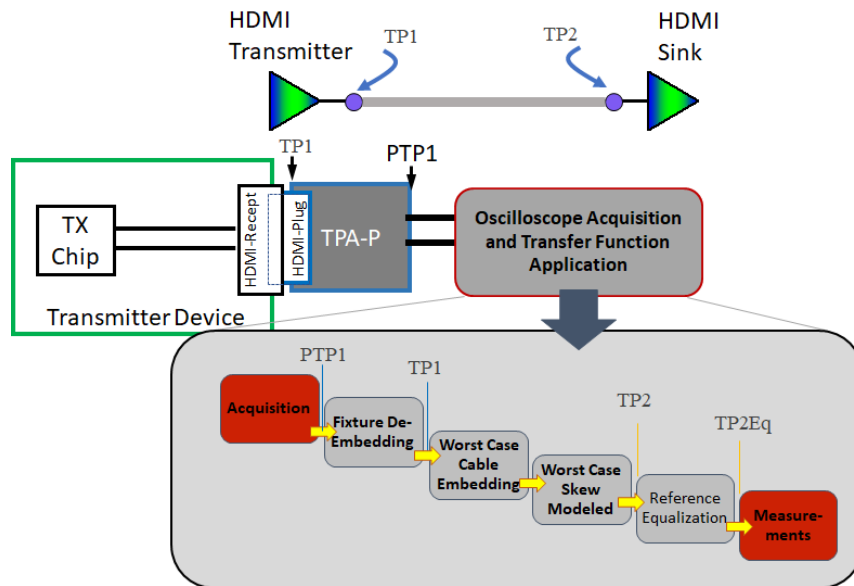 HDMI
Transmitter
TP1
TP2
HDMI
Sink
TP1
PTP1
TX
Chip
HDMI-Recept
HDMI-Plug
TPA-P
Oscilloscope Acquisition
and Transfer Function
Application
Transmitter Device
PTP1
TP1
TP2
TP2Eq
Acquisition
Fixture De-
Embedding
Worst Case
Cable
Embedding
Worst Case
Skew
Modeled
Reference
Equalization
Measure-
ments